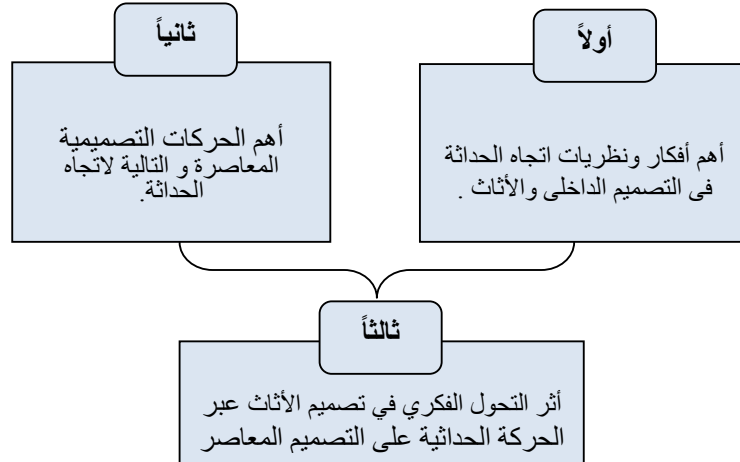 أولاً
أهم أفكار ونظريات اتجاه الحداثة
فى التصميم الداخلى والأثاث .
ثانياً
أهم الحركات التصميمية
المعاصرة و التالية لاتجاه
الحداثة.
ثالثاً
أثر التحول الفكري في تصميم الأثاث عبر
الحركة الحداثية على التصميم المعاصر